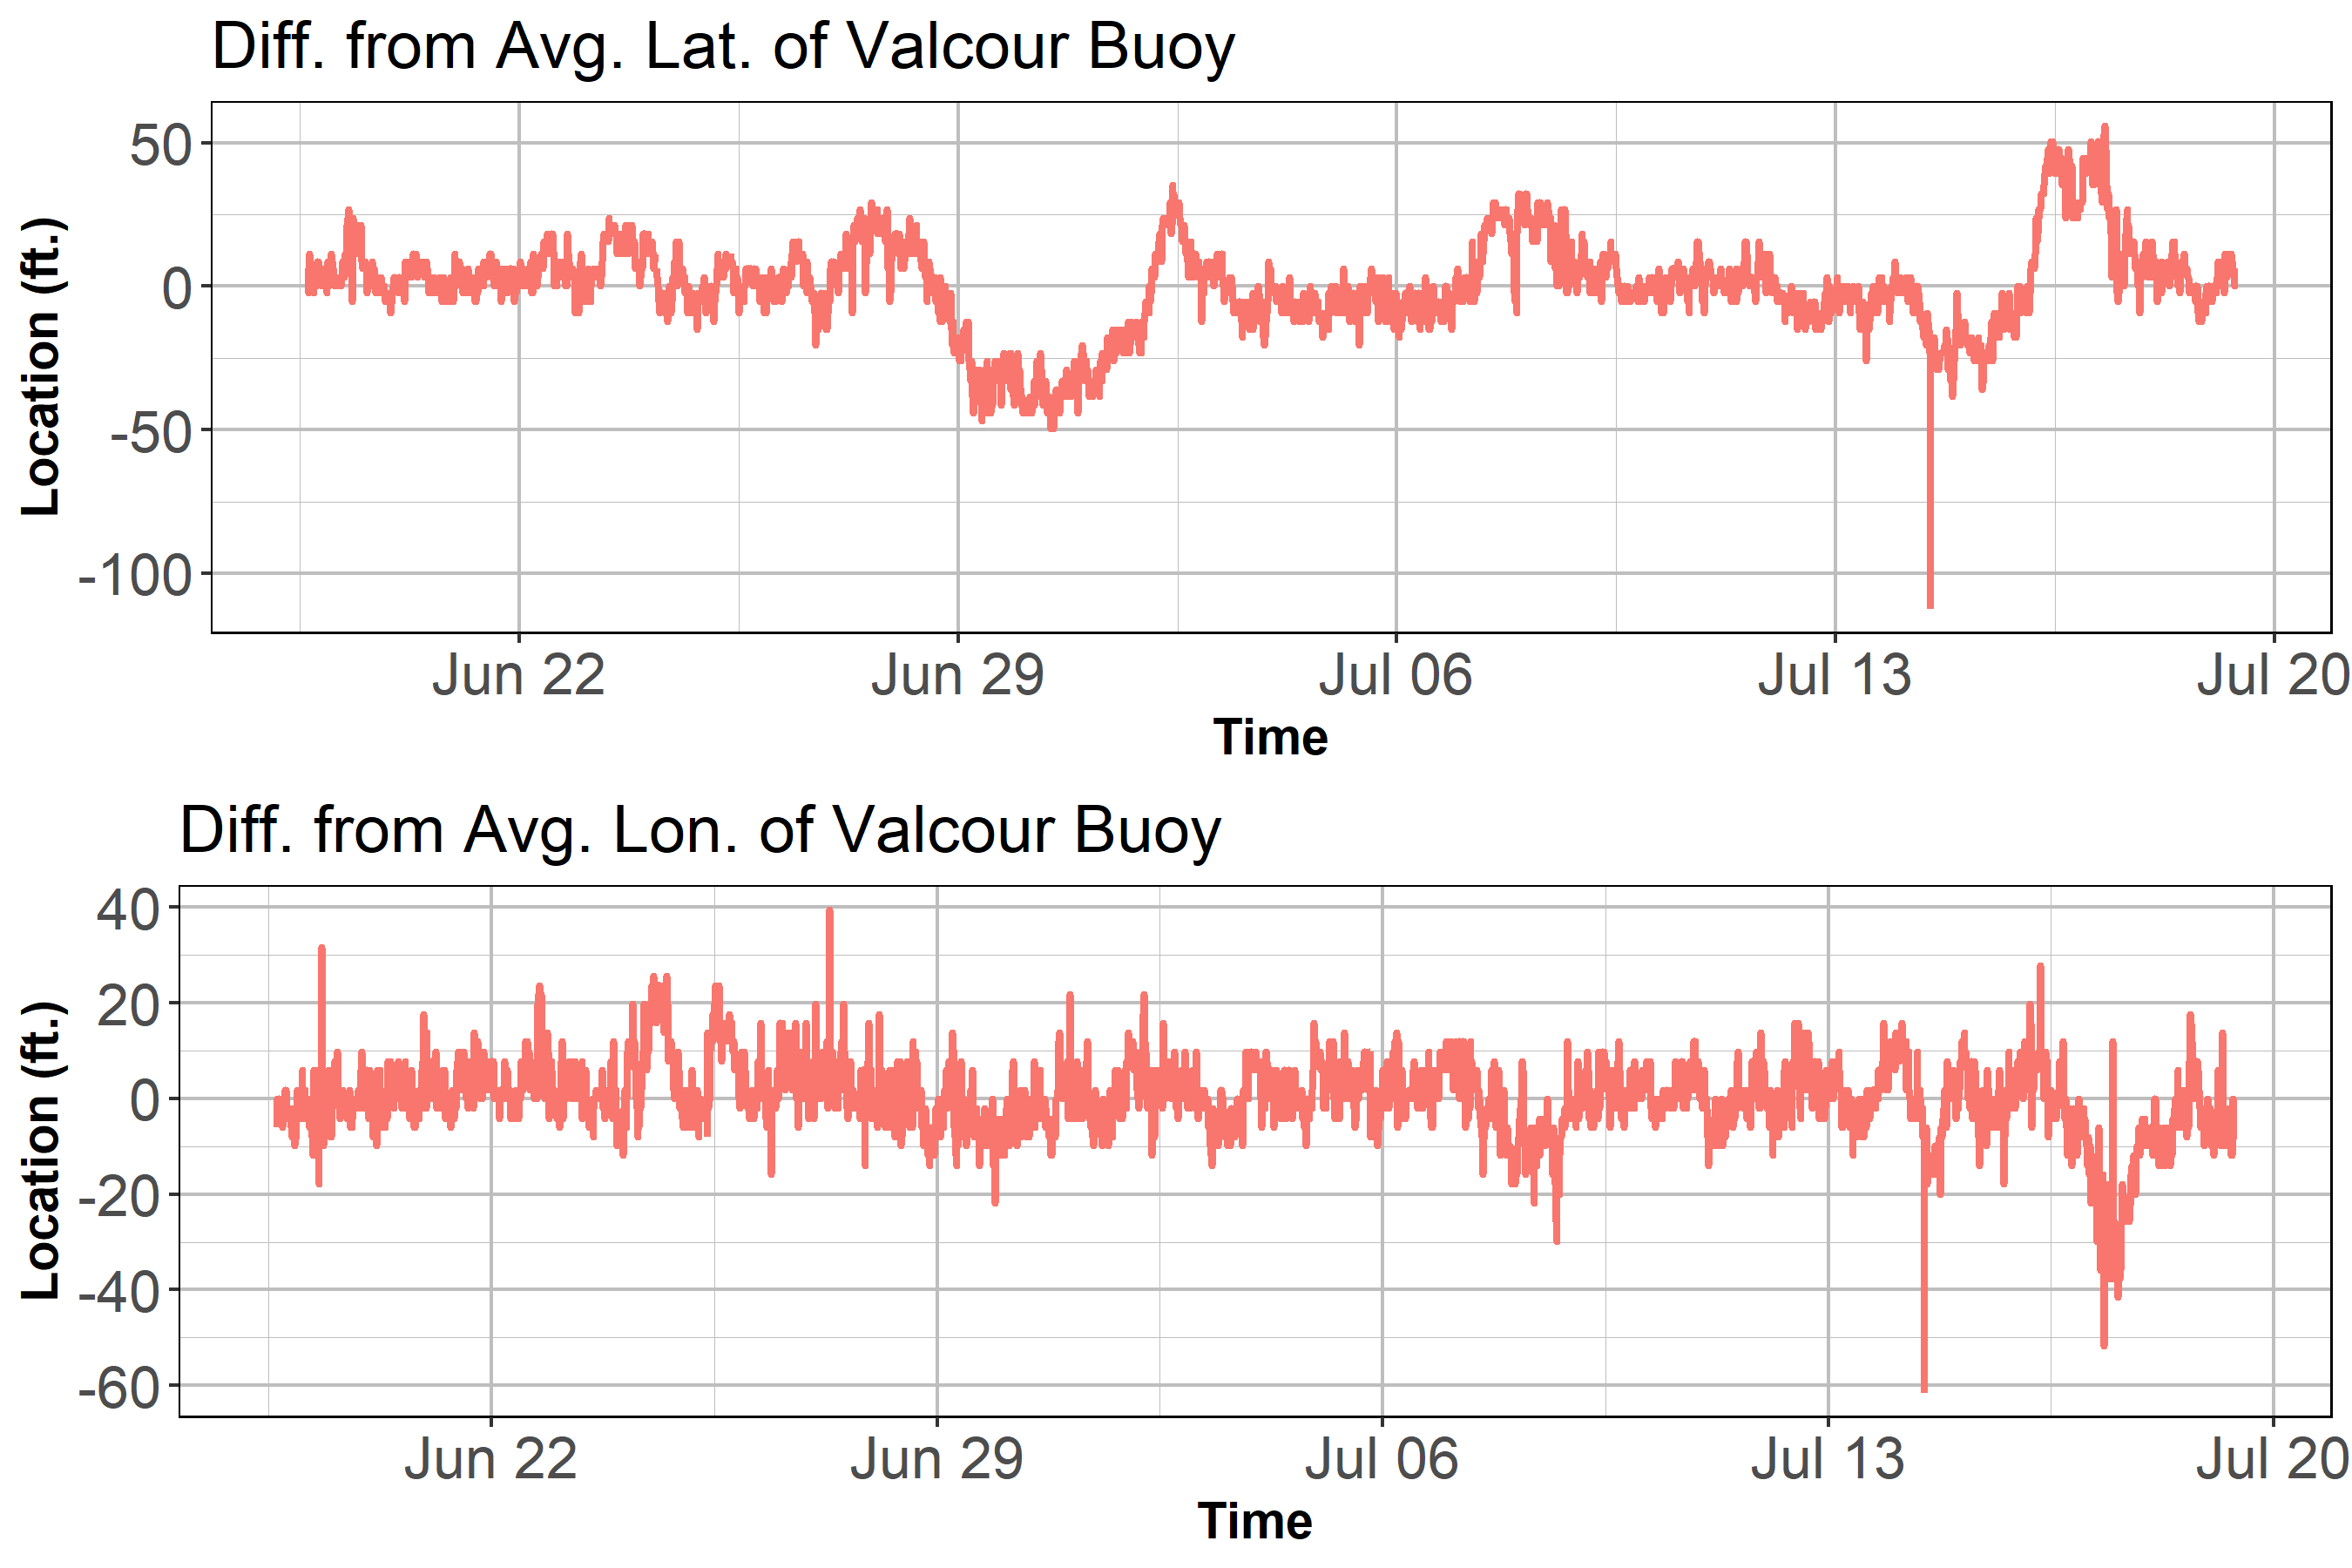 Diff. from Avg. Lat. of Valcour Buoy
Location (ft.)
50
0
-50
-100
Jun 22 Jun 29 Jul 06 Jul 13 Jul 20
Time
Diff. from Avg. Lon. of Valcour Buoy
Location (ft.)
40
20
0
-20
-40
-60
Jun 22 Jun 29 Jul 06 Jul 13 Jul 20
Time